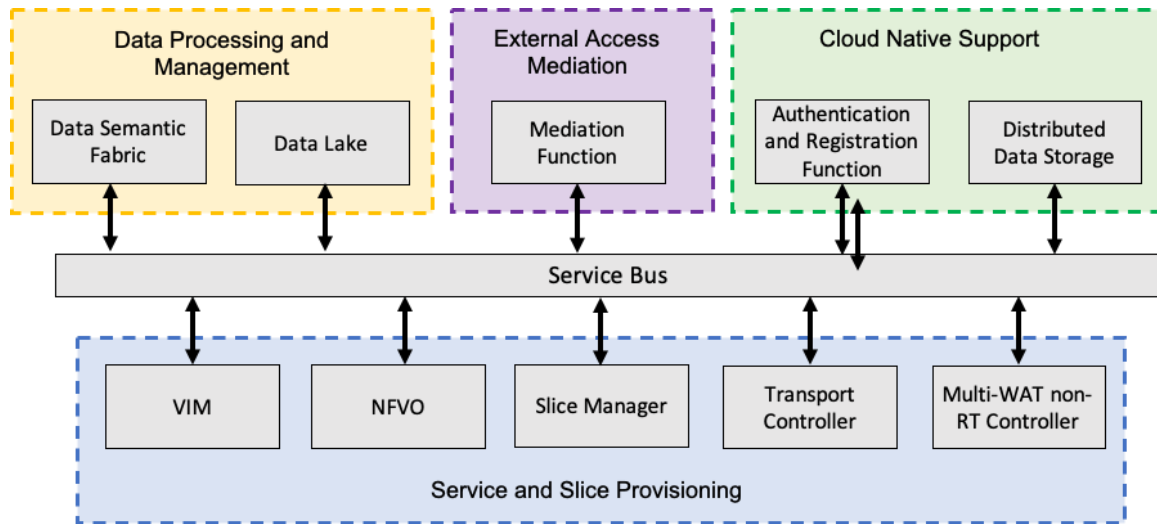 Data Processing and
Management
External Access
Mediation
Cloud Native Support
Data Semantic
Fabric
Data Lake
Mediation
Function
Authentication
and Registration
Function
Distributed
Data Storage
Service Bus
VIM
NFVO
Slice Manager
Transport
Controller
Multi-WAT non-
RT Controller
Service and Slice Provisioning